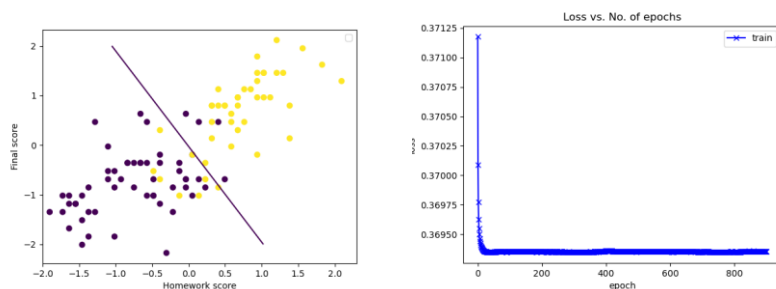 2
1
0
−1
−2
Final score
−2.0 −1.5 −1.0 −0.5 0.0 0.5 1.0 1.5 2.0
Homework score
Loss vs. No. of epochs
train
0.37125
0.37100
0.37075
0.37050
0.37025
0.37000
0.36975
0.36950
loss
0 200 400 600 800
epoch